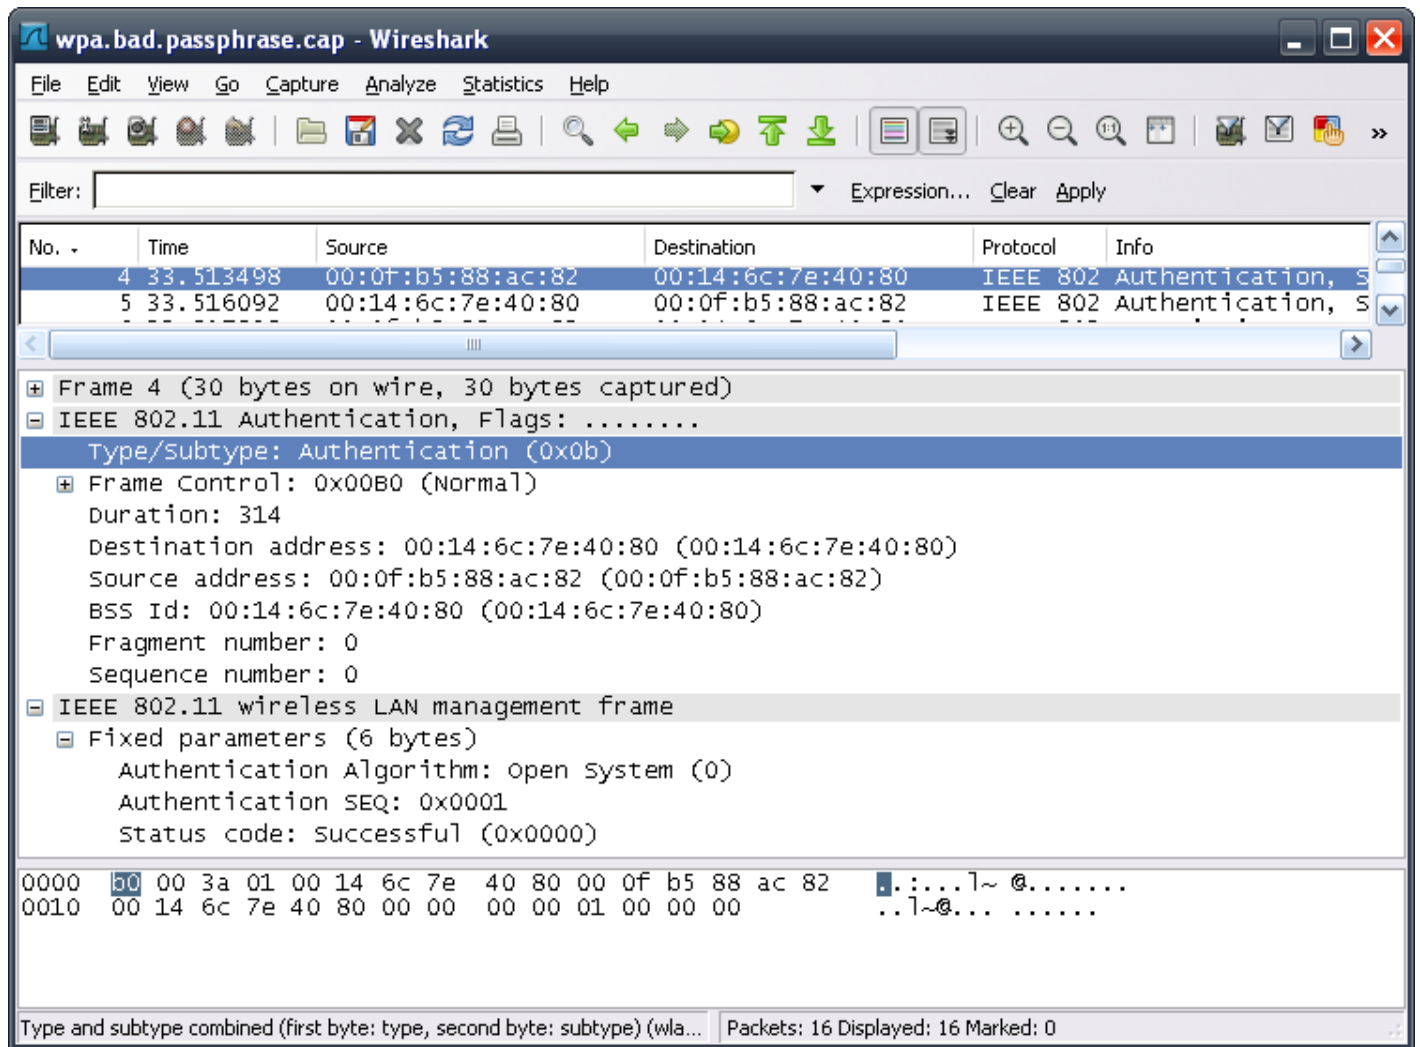 wpa.bad.passphrase.cap - Wireshark
File Edit View Go Capture Analyze Statistics Help
Filter: Expression... Clear Apply
No. Time Source Destination Protocol Info
4 33.513498 00:0f:b5:88:ac:82 00:14:6c:7e:40:80 IEEE 802 Authentication, S
5 33.516092 00:14:6c:7e:40:80 00:0f:b5:88:ac:82 IEEE 802 Authentication, S
Frame 4 (30 bytes on wire, 30 bytes captured)
IEEE 802.11 Authentication, Flags: ........
Type/Subtype: Authentication (0x0b)
Frame Control: 0x00B0 (Normal)
Duration: 314
Destination address: 00:14:6c:7e:40:80 (00:14:6c:7e:40:80)
Source address: 00:0f:b5:88:ac:82 (00:0f:b5:88:ac:82)
BSS Id: 00:14:6c:7e:40:80 (00:14:6c:7e:40:80)
Fragment number: 0
Sequence number: 0
IEEE 802.11 wireless LAN management frame
Fixed parameters (6 bytes)
Authentication Algorithm: Open System (0)
Authentication SEQ: 0x0001
Status code: Successful (0x0000)
0000 b0 00 3a 01 00 14 6c 7e 40 80 00 0f b5 88 ac 82 ..:...l~ @.......
0010 00 14 6c 7e 40 80 00 00 00 00 01 00 00 00 ..l~@... ......
Type and subtype combined (first byte: type, second byte: subtype) (wla... Packets: 16 Displayed: 16 Marked: 0